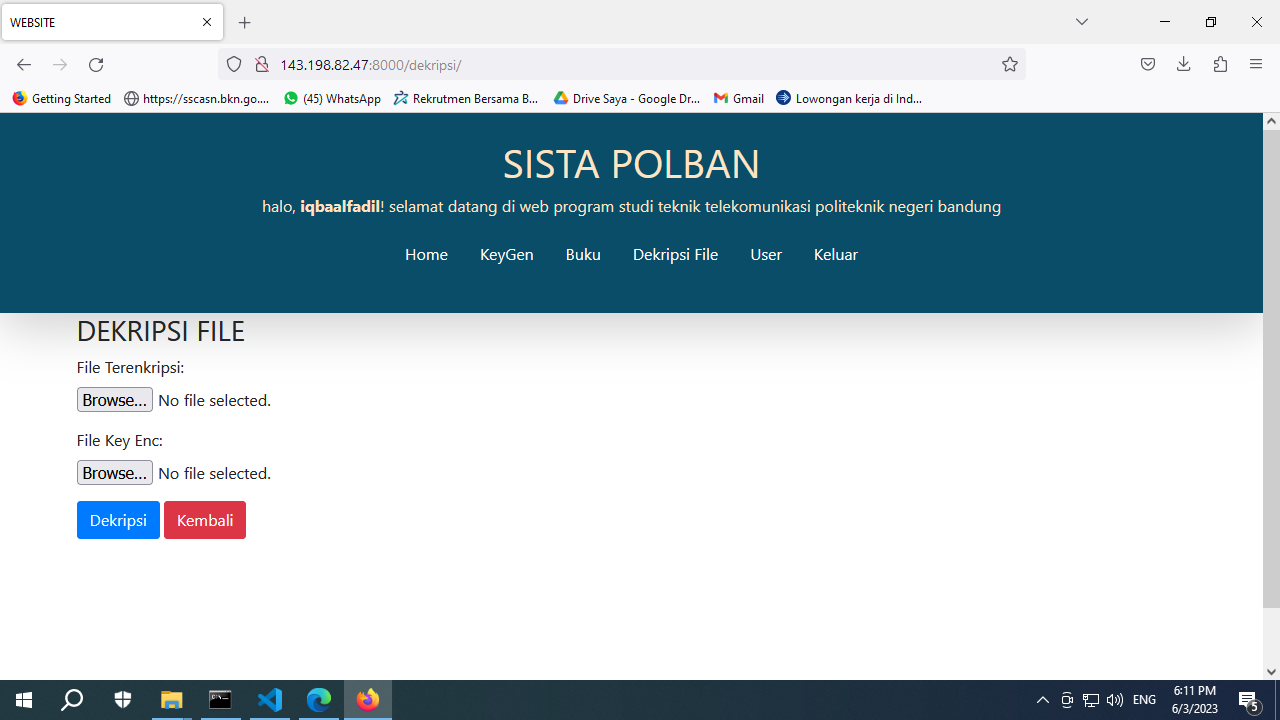 WEBSITE
143.198.82.47:8000/dekripsi/
Getting Started
https://sscasn.bkn.go....
(45) WhatsApp
Rekrutmen Bersama B...
Drive Saya - Google Dr...
Gmail
Lowongan kerja di Ind...
SISTA POLBAN
halo, iqbaalfadil! selamat datang di web program studi teknik telekomunikasi politeknik negeri bandung
Home KeyGen Buku Dekripsi File User Keluar
DEKRIPSI FILE
File Terenkripsi:
Browse... No file selected.
File Key Enc:
Browse... No file selected.
Dekripsi Kembali
ENG
6:11 PM
6/3/2023
5